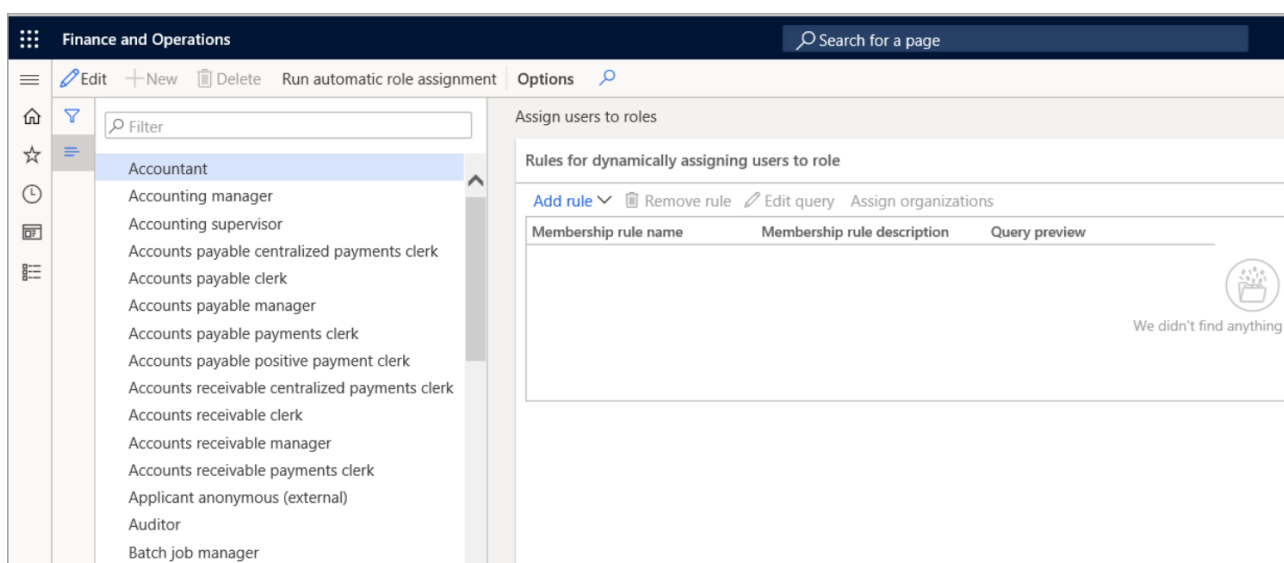 Finance and Operations
Search for a page
Edit New Delete Run automatic role assignment Options
Filter
Accountant
Accounting manager
Accounting supervisor
Accounts payable centralized payments clerk
Accounts payable clerk
Accounts payable manager
Accounts payable payments clerk
Accounts payable positive payment clerk
Accounts receivable centralized payments clerk
Accounts receivable clerk
Accounts receivable manager
Accounts receivable payments clerk
Applicant anonymous (external)
Auditor
Batch job manager
Assign users to roles
Rules for dynamically assigning users to role
Add rule Remove rule Edit query Assign organizations
Membership rule name Membership rule description Query preview
We didn't find anything